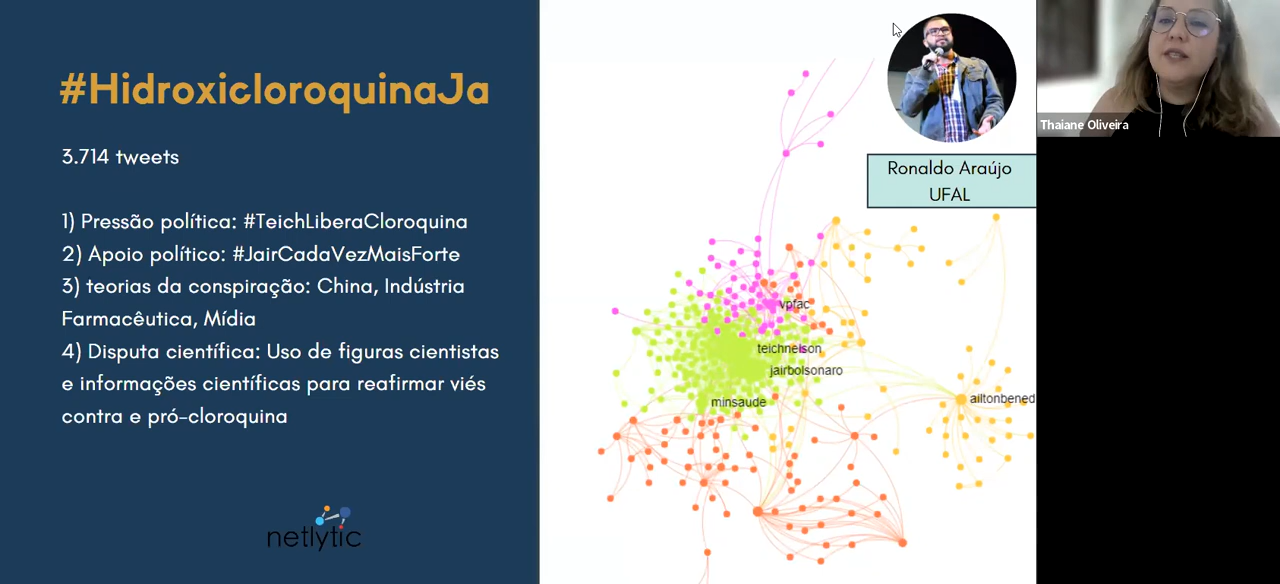 #HidroxicloroquinaJa
3.714 tweets
1) Pressão política: #TeichLiberaCloroquina
2) Apoio político: #JairCadaVezMaisForte
3) teorias da conspiração: China, Indústria
Farmacêutica, Mídia
4) Disputa científica: Uso de figuras cientistas
e informações científicas para reafirmar viés
contra e pró-cloroquina
netlytic
Ronaldo Araújo
UFAL
vpfac
teichnelson
jairbolsonaro
minsaude
ailtonbened
Thaiane Oliveira